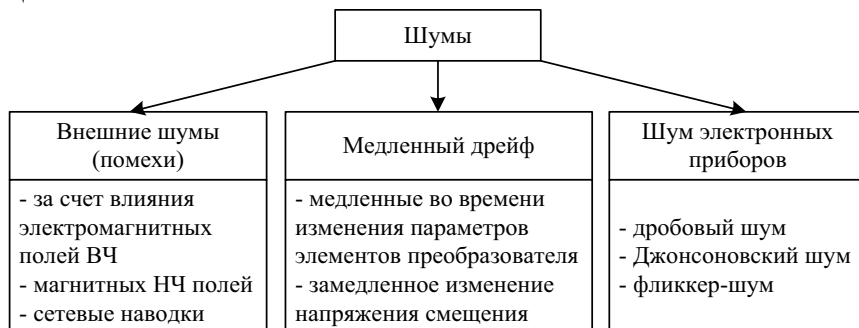 Шумы
Внешние шумы
(помехи)
- за счет влияния
электромагнитных
полей ВЧ
- магнитных НЧ полей
- сетевые наводки
Медленный дрейф
- медленные во времени
изменения параметров
элементов преобразователя
- замедленное изменение
напряжения смещения
Шум электронных
приборов
- дробовый шум
- Джонсоновский шум
- фликкер-шум